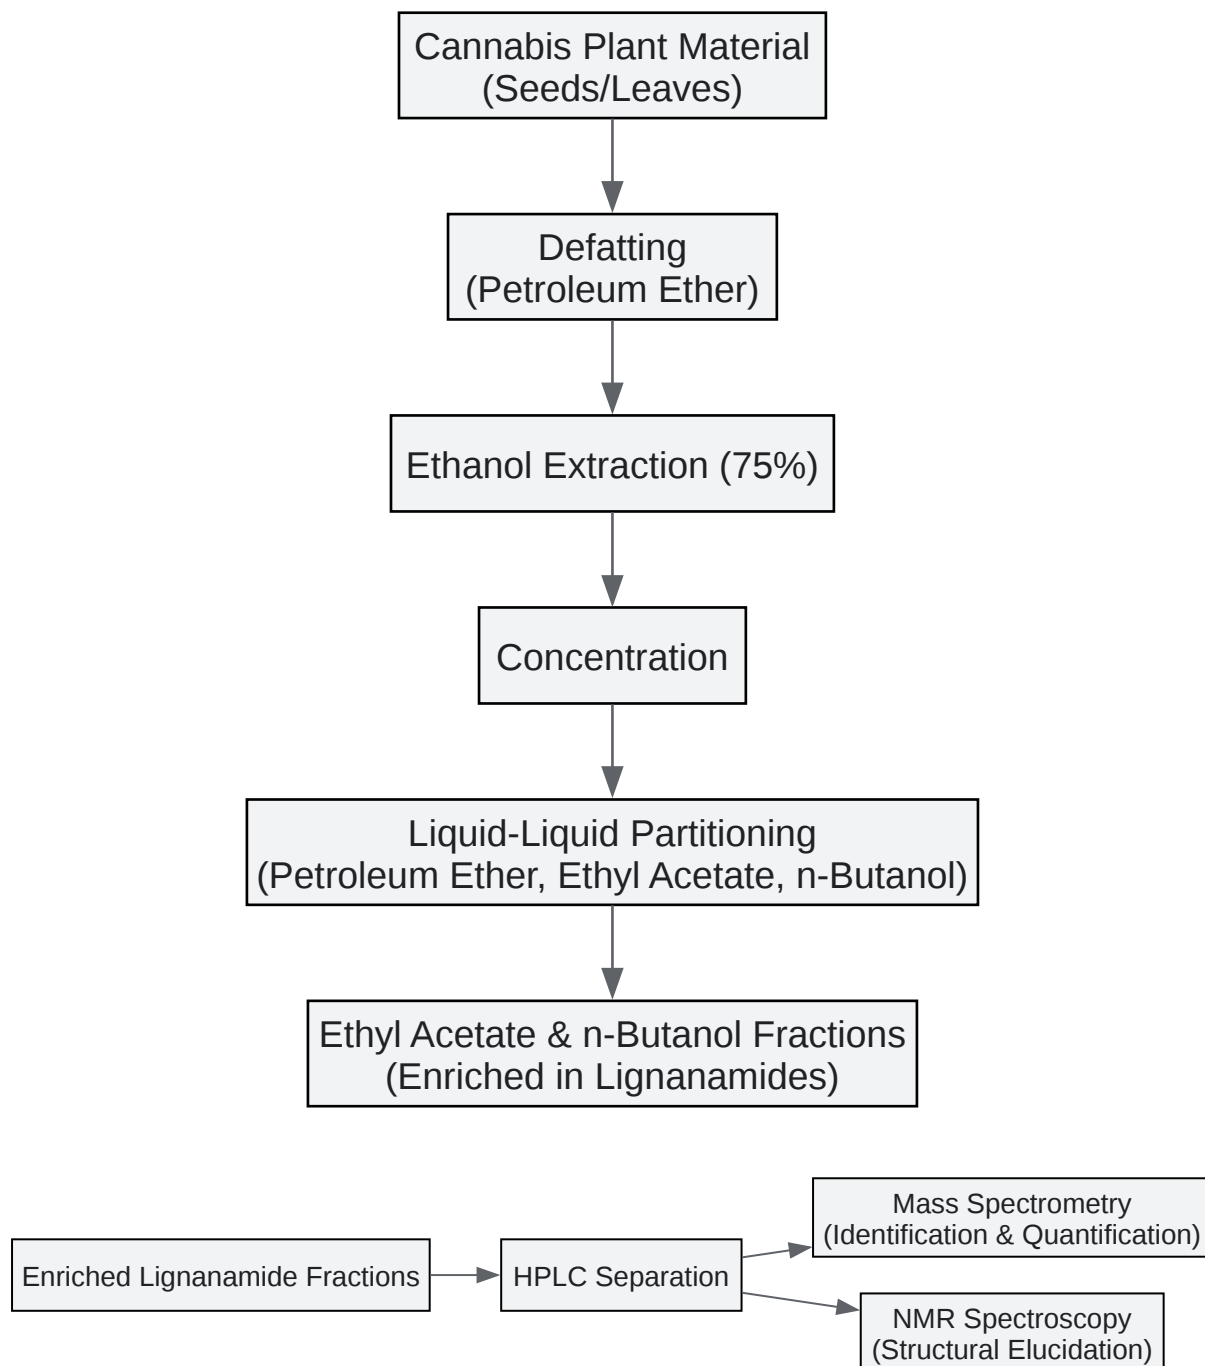 Cannabis Plant Material
(Seeds/Leaves)
Defatting
(Petroleum Ether)
Ethanol Extraction (75%)
Concentration
Liquid-Liquid Partitioning
(Petroleum Ether, Ethyl Acetate, n-Butanol)
Ethyl Acetate & n-Butanol Fractions
(Enriched in Lignanamides)
Enriched Lignanamide Fractions
HPLC Separation
Mass Spectrometry
(Identification & Quantification)
NMR Spectroscopy
(Structural Elucidation)